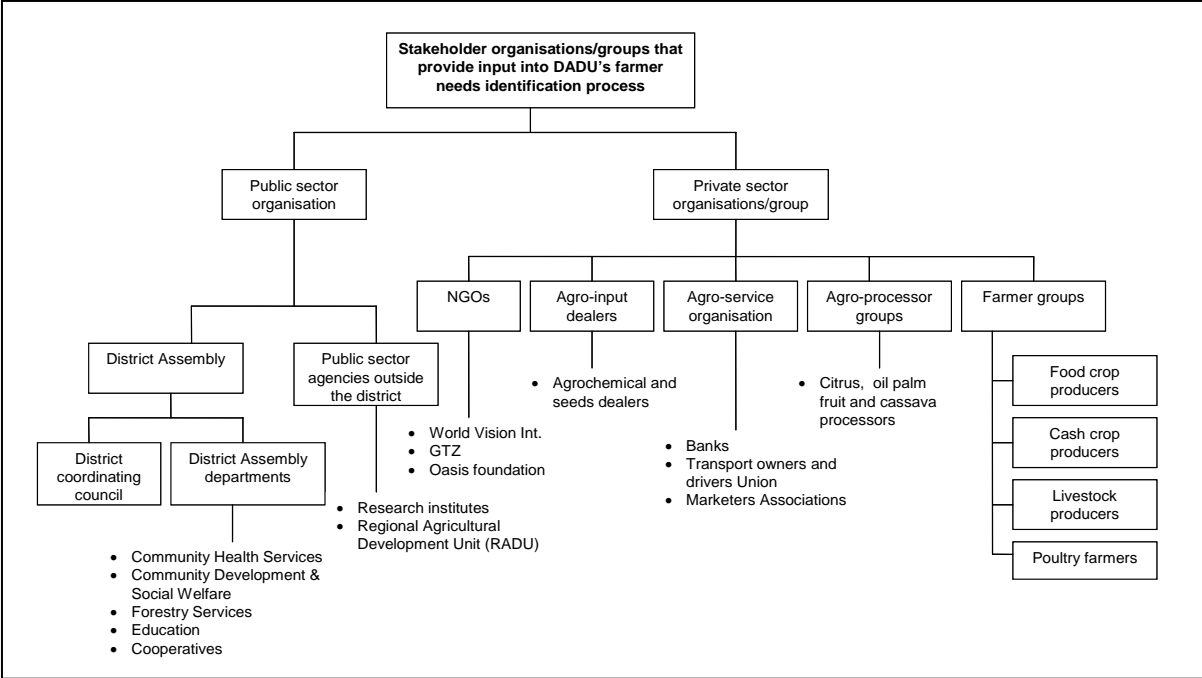 Stakeholder organisations/groups that
provide input into DADU’s farmer
needs identification process
Public sector
organisation
Private sector
organisations/group
NGOs
Agro-input
dealers
Agro-service
organisation
Agro-processor
groups
Farmer groups
District Assembly
Public sector
agencies outside
the district
• Agrochemical and
seeds dealers
• Citrus, oil palm
fruit and cassava
processors
Food crop
producers
Cash crop
producers
Livestock
producers
Poultry farmers
District
coordinating
council
District Assembly
departments
• World Vision Int.
• GTZ
• Oasis foundation
• Banks
• Transport owners and
drivers Union
• Marketers Associations
• Research institutes
• Regional Agricultural
Development Unit (RADU)
• Community Health Services
• Community Development &
Social Welfare
• Forestry Services
• Education
• Cooperatives